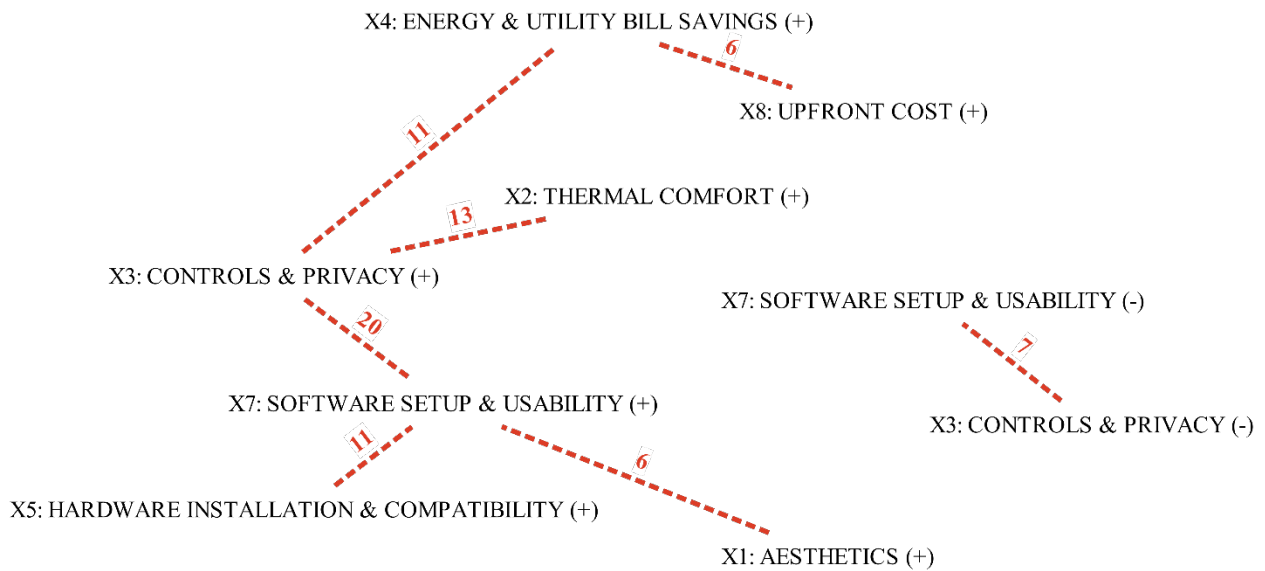 X4: ENERGY & UTILITY BILL SAVINGS (+)
6
X8: UPFRONT COST (+)
11
X2: THERMAL COMFORT (+)
13
X3: CONTROLS & PRIVACY (+)
X7: SOFTWARE SETUP & USABILITY (-)
20
7
X7: SOFTWARE SETUP & USABILITY (+)
X3: CONTROLS & PRIVACY (-)
11
6
X5: HARDWARE INSTALLATION & COMPATIBILITY (+)
X1: AESTHETICS (+)